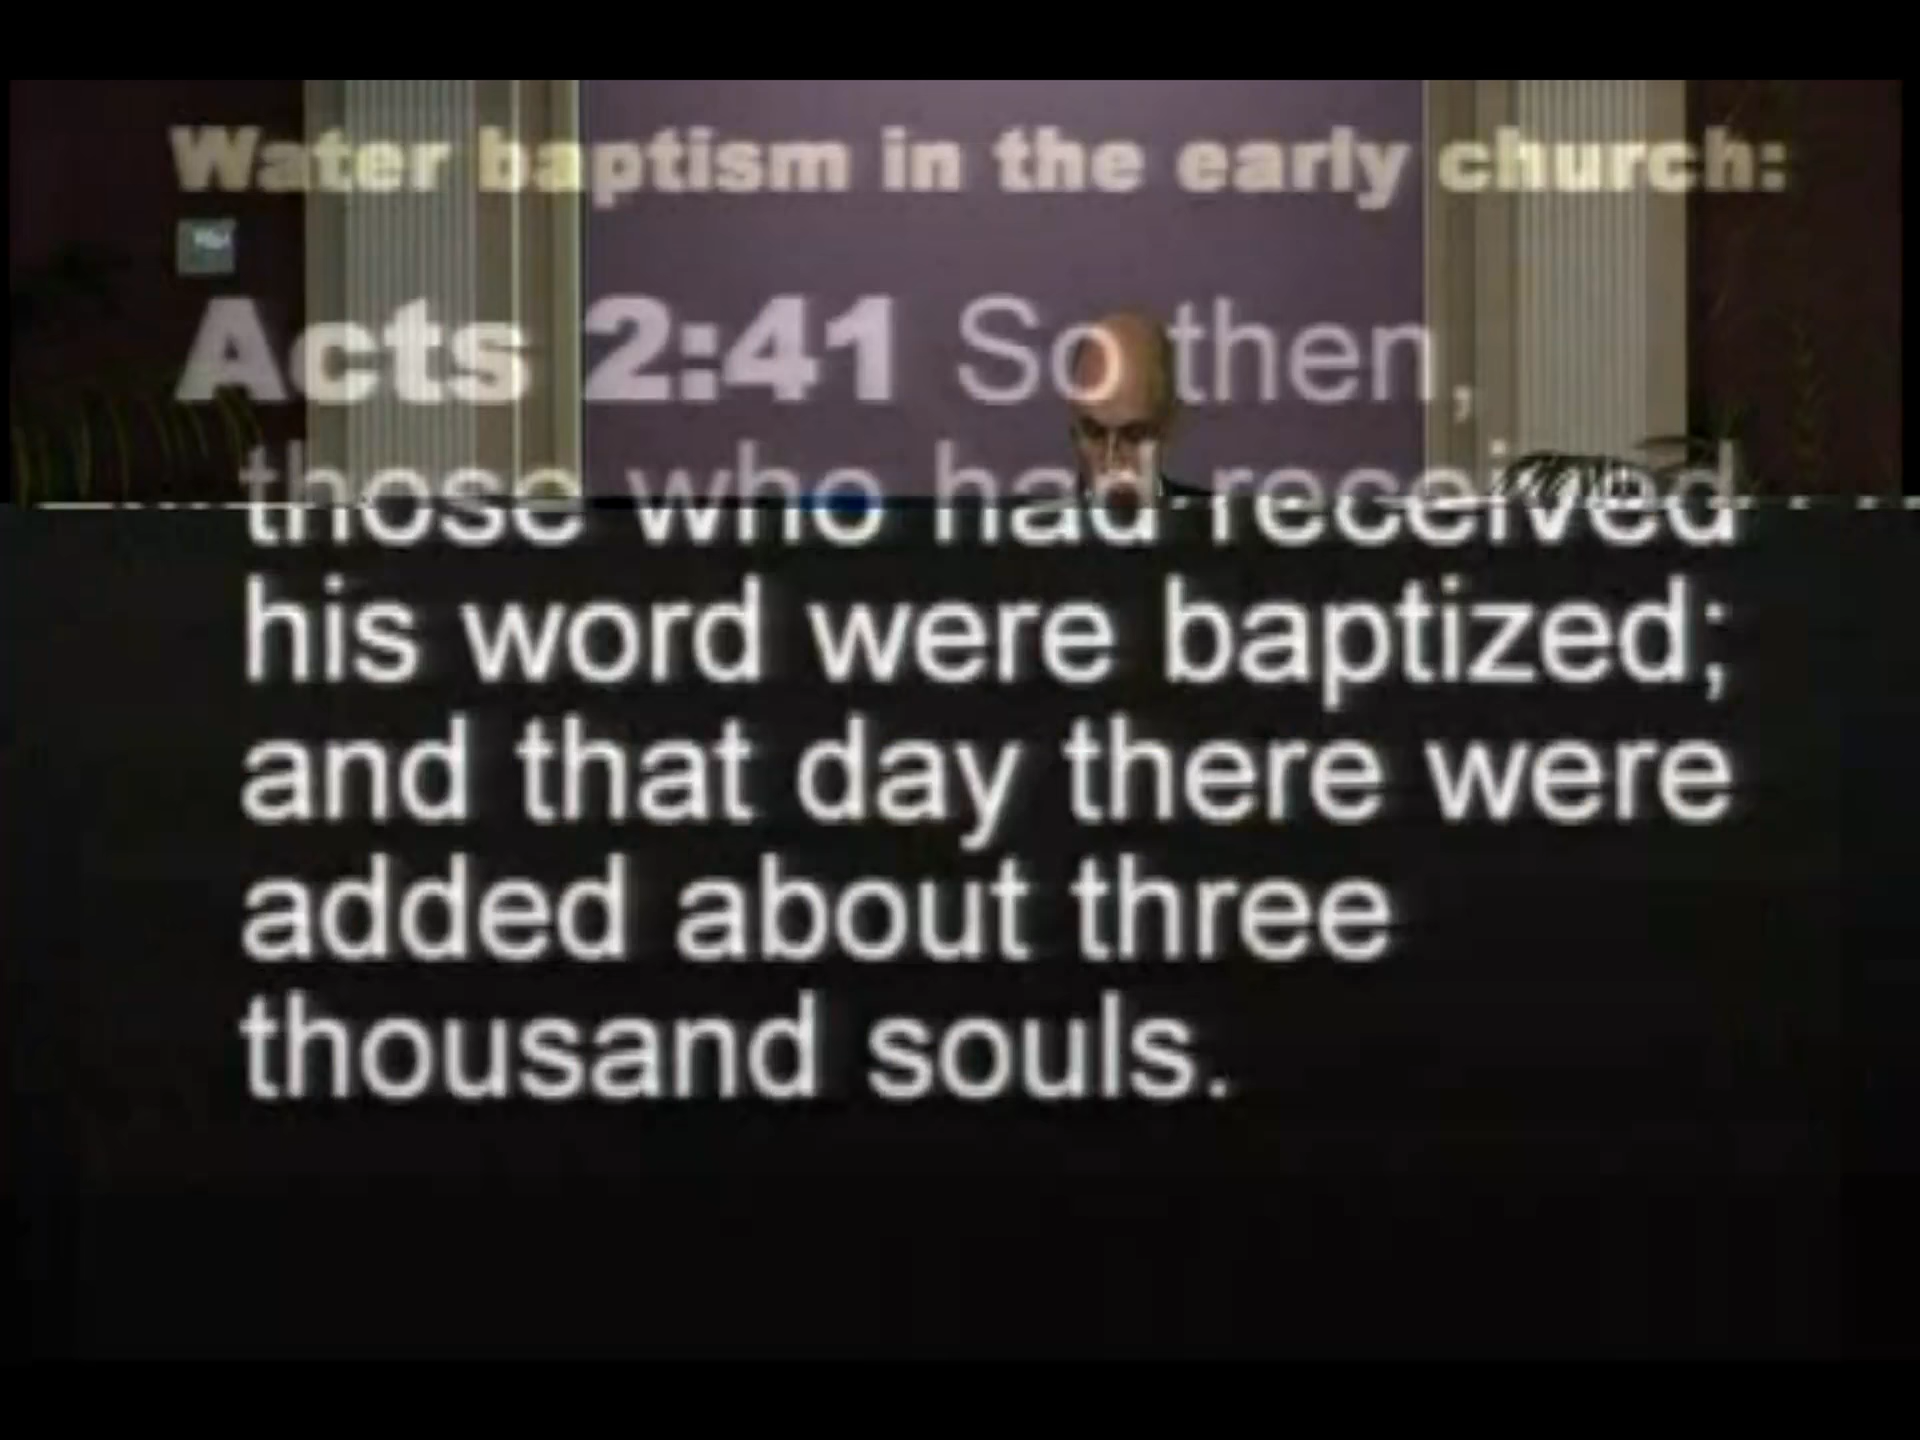 Water baptism in the early church:
Acts 2:41 So then,
those who had received
his word were baptized;
and that day there were
added about three
thousand souls.